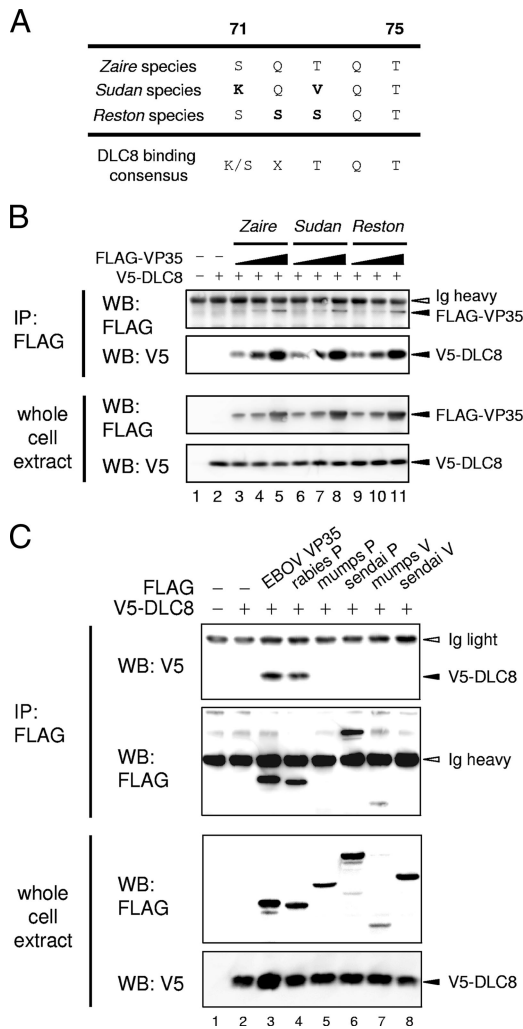 A
71 75
Zaire species S Q T Q T
Sudan species K Q V Q T
Reston species S S S Q T
DLC8 binding consensus K/S X T Q T
B
Zaire Sudan Reston
FLAG-VP35 – –
V5-DLC8 – + + + + + + + + + +
IP: FLAG
WB: FLAG
Ig heavy
FLAG-VP35
WB: V5
V5-DLC8
whole cell extract
WB: FLAG
FLAG-VP35
WB: V5
V5-DLC8
1 2 3 4 5 6 7 8 9 10 11
C
EBOV VP35 rabies P mumps P sendai P mumps V sendai V
FLAG – –
V5-DLC8 – + + + + + + +
IP: FLAG
WB: V5
Ig light
V5-DLC8
WB: FLAG
Ig heavy
whole cell extract
WB: FLAG
WB: V5
V5-DLC8
1 2 3 4 5 6 7 8